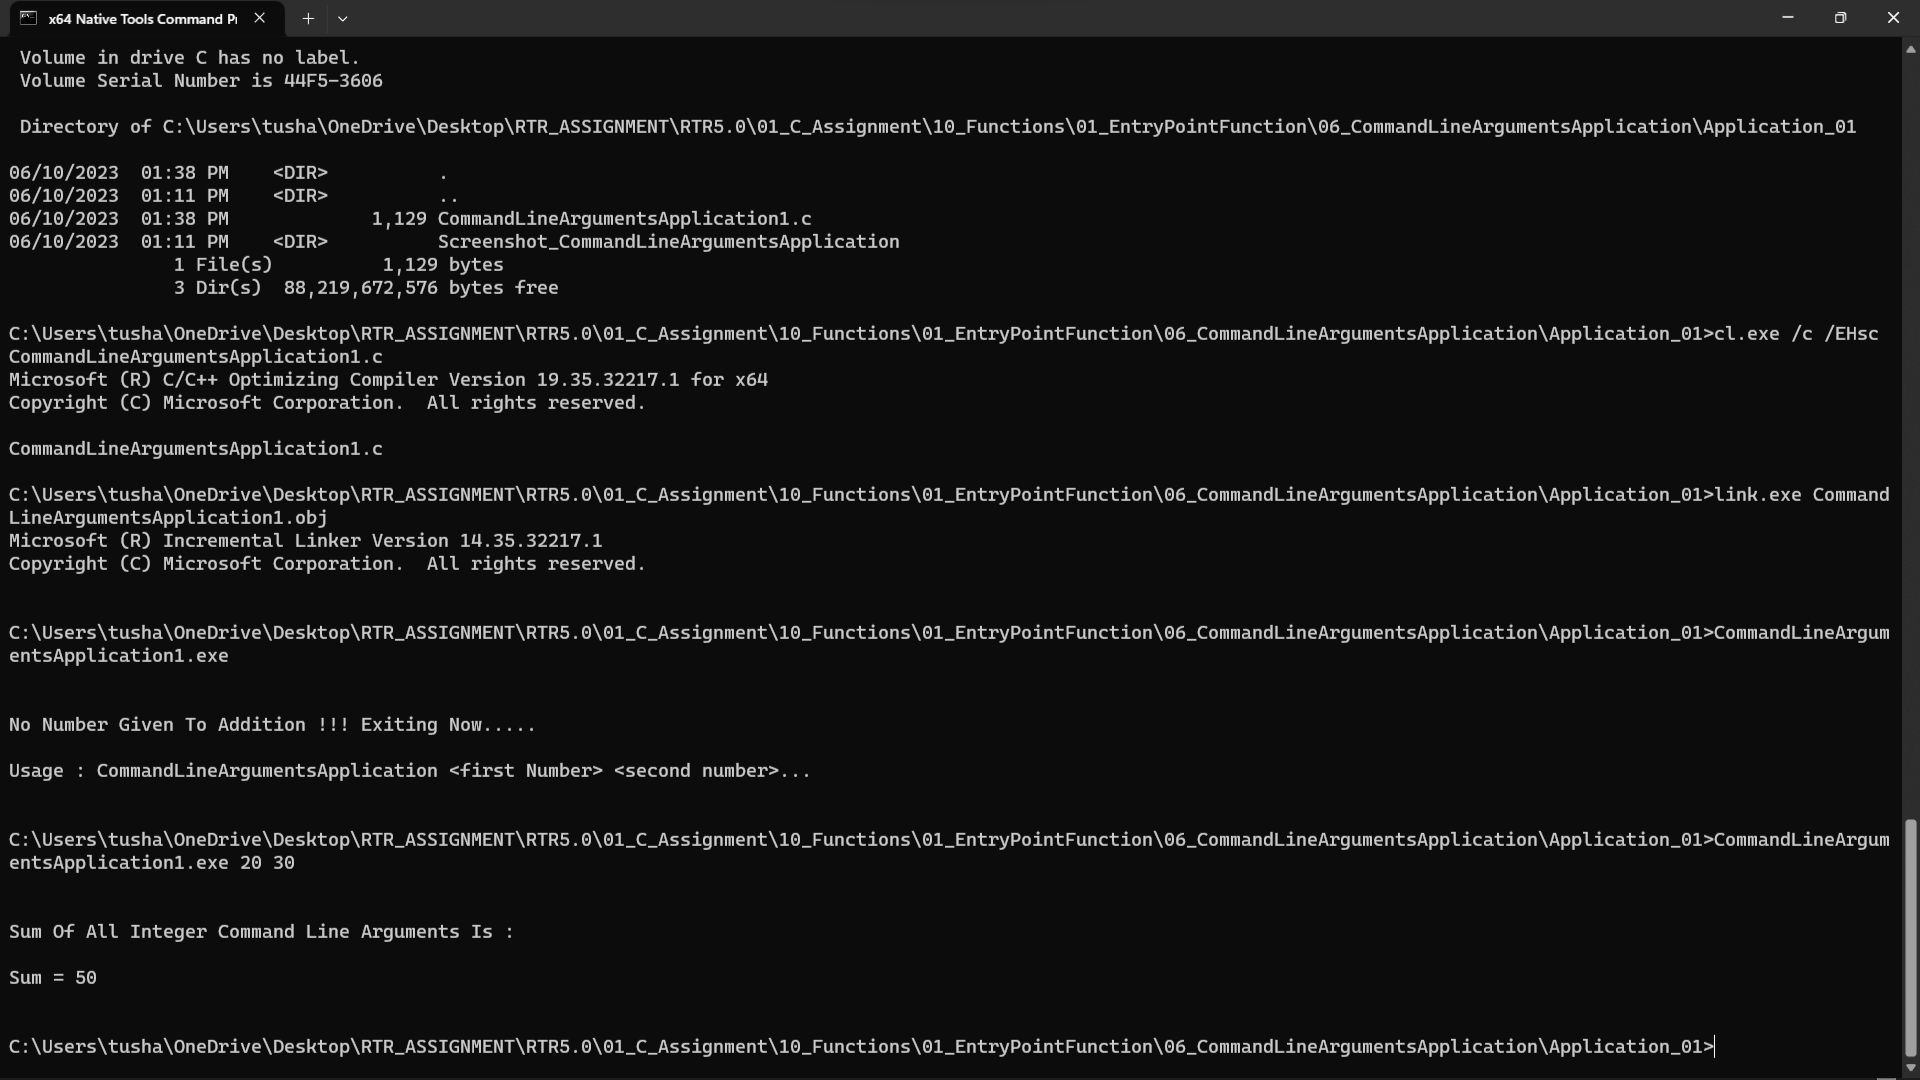 x64 Native Tools Command Pr
Volume in drive C has no label.
Volume Serial Number is 44F5-3606
Directory of C:\Users\tusha\OneDrive\Desktop\RTR_ASSIGNMENT\RTR5.0\01_C_Assignment\10_Functions\01_EntryPointFunction\06_CommandLineArgumentsApplication\Application_01
06/10/2023  01:38 PM    <DIR>          .
06/10/2023  01:11 PM    <DIR>          ..
06/10/2023  01:38 PM             1,129 CommandLineArgumentsApplication1.c
06/10/2023  01:11 PM    <DIR>          Screenshot_CommandLineArgumentsApplication
               1 File(s)          1,129 bytes
               3 Dir(s)  88,219,672,576 bytes free
C:\Users\tusha\OneDrive\Desktop\RTR_ASSIGNMENT\RTR5.0\01_C_Assignment\10_Functions\01_EntryPointFunction\06_CommandLineArgumentsApplication\Application_01>cl.exe /c /EHsc
CommandLineArgumentsApplication1.c
Microsoft (R) C/C++ Optimizing Compiler Version 19.35.32217.1 for x64
Copyright (C) Microsoft Corporation.  All rights reserved.
CommandLineArgumentsApplication1.c
C:\Users\tusha\OneDrive\Desktop\RTR_ASSIGNMENT\RTR5.0\01_C_Assignment\10_Functions\01_EntryPointFunction\06_CommandLineArgumentsApplication\Application_01>link.exe Command
LineArgumentsApplication1.obj
Microsoft (R) Incremental Linker Version 14.35.32217.1
Copyright (C) Microsoft Corporation.  All rights reserved.
C:\Users\tusha\OneDrive\Desktop\RTR_ASSIGNMENT\RTR5.0\01_C_Assignment\10_Functions\01_EntryPointFunction\06_CommandLineArgumentsApplication\Application_01>CommandLineArgum
entsApplication1.exe
No Number Given To Addition !!! Exiting Now.....
Usage : CommandLineArgumentsApplication <first Number> <second number>...
C:\Users\tusha\OneDrive\Desktop\RTR_ASSIGNMENT\RTR5.0\01_C_Assignment\10_Functions\01_EntryPointFunction\06_CommandLineArgumentsApplication\Application_01>CommandLineArgum
entsApplication1.exe 20 30
Sum Of All Integer Command Line Arguments Is :
Sum = 50
C:\Users\tusha\OneDrive\Desktop\RTR_ASSIGNMENT\RTR5.0\01_C_Assignment\10_Functions\01_EntryPointFunction\06_CommandLineArgumentsApplication\Application_01>